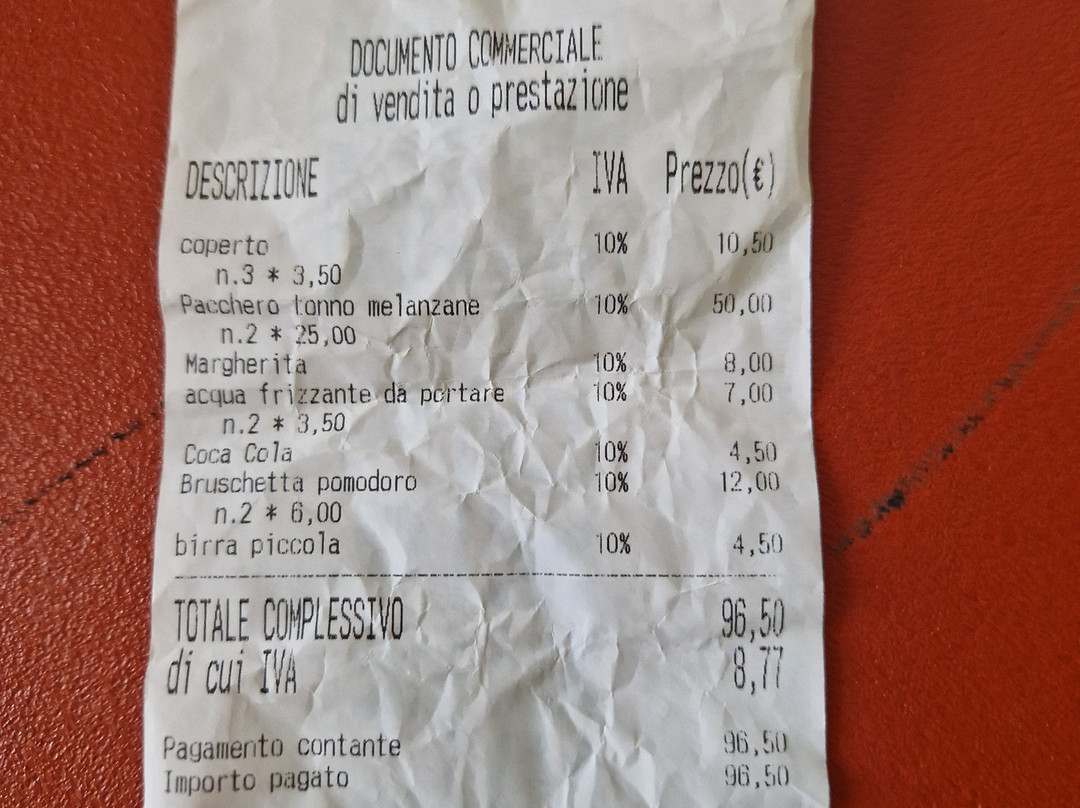 DOCUMENTO COMMERCIALE
di vendita o prestazione
DESCRIZIONE IVA Prezzo(€)
coperto 10% 10,50
n.3 * 3,50
Pacchero tonno melanzane 10% 50,00
n.2 * 25,00
Margherita 10% 8,00
acqua frizzante da portare 10% 7,00
n.2 * 3,50
Coca Cola 10% 4,50
Bruschetta pomodoro 10% 12,00
n.2 * 6,00
birra piccola 10% 4,50
TOTALE COMPLESSIVO 96,50
di cui IVA 8,77
Pagamento contante 96,50
Importo pagato 96,50